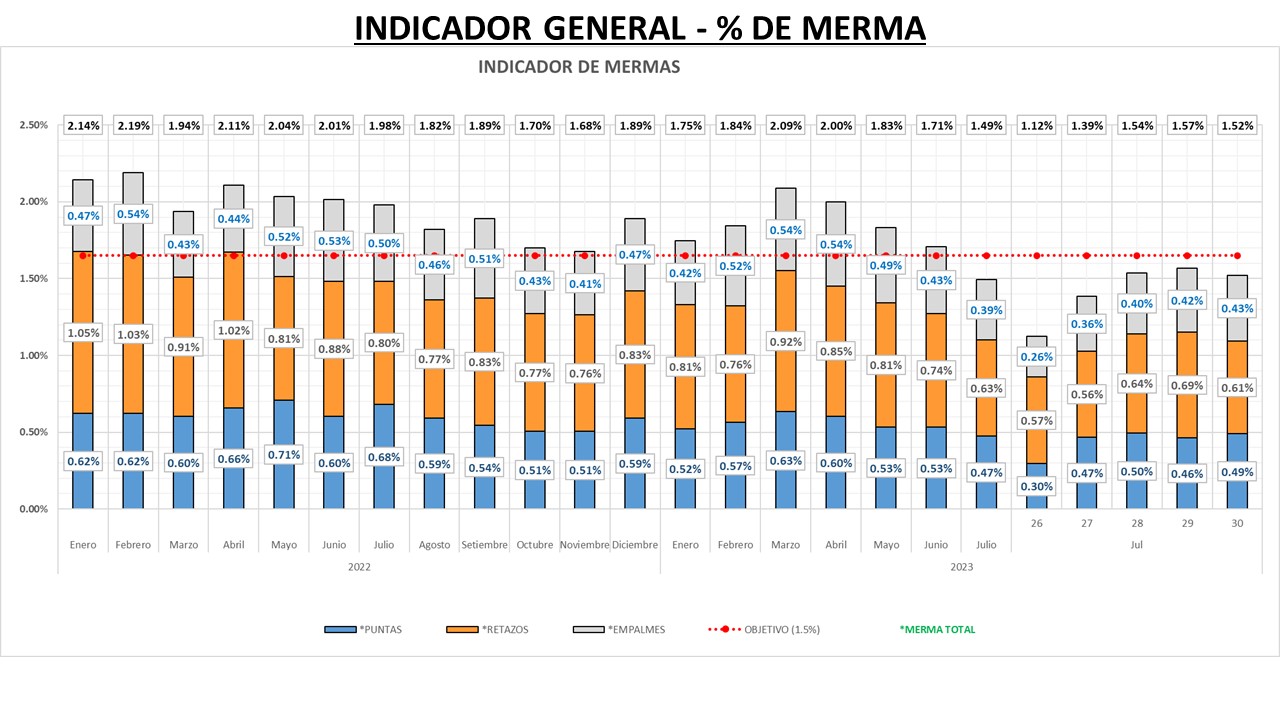 INDICADOR GENERAL - % DE MERMA
INDICADOR DE MERMAS
2.50% 2.14% 2.19% 1.94% 2.11% 2.04% 2.01% 1.98% 1.82% 1.89% 1.70% 1.68% 1.89% 1.75% 1.84% 2.09% 2.00% 1.83% 1.71% 1.49% 1.12% 1.39% 1.54% 1.57% 1.52%
2.00%
0.47% 0.54% 0.43% 0.44% 0.52% 0.53% 0.50% 0.46% 0.51% 0.43% 0.41% 0.47% 0.42% 0.52% 0.54% 0.54% 0.49% 0.43% 0.39% 0.26% 0.36% 0.40% 0.42% 0.43%
1.50%
1.05% 1.03% 0.91% 1.02% 0.81% 0.88% 0.80% 0.77% 0.83% 0.77% 0.76% 0.83% 0.81% 0.76% 0.92% 0.85% 0.81% 0.74% 0.63% 0.57% 0.56% 0.64% 0.69% 0.61%
1.00%
0.50%
0.62% 0.62% 0.60% 0.66% 0.71% 0.60% 0.68% 0.59% 0.54% 0.51% 0.51% 0.59% 0.52% 0.57% 0.63% 0.60% 0.53% 0.53% 0.47% 0.30% 0.47% 0.50% 0.46% 0.49%
0.00%
26 27 28 29 30
Enero Febrero Marzo Abril Mayo Junio Julio Agosto Setiembre Octubre Noviembre Diciembre Enero Febrero Marzo Abril Mayo Junio Julio Jul
2022 2023
*PUNTAS *RETAZOS *EMPALMES OBJETIVO (1.5%) *MERMA TOTAL